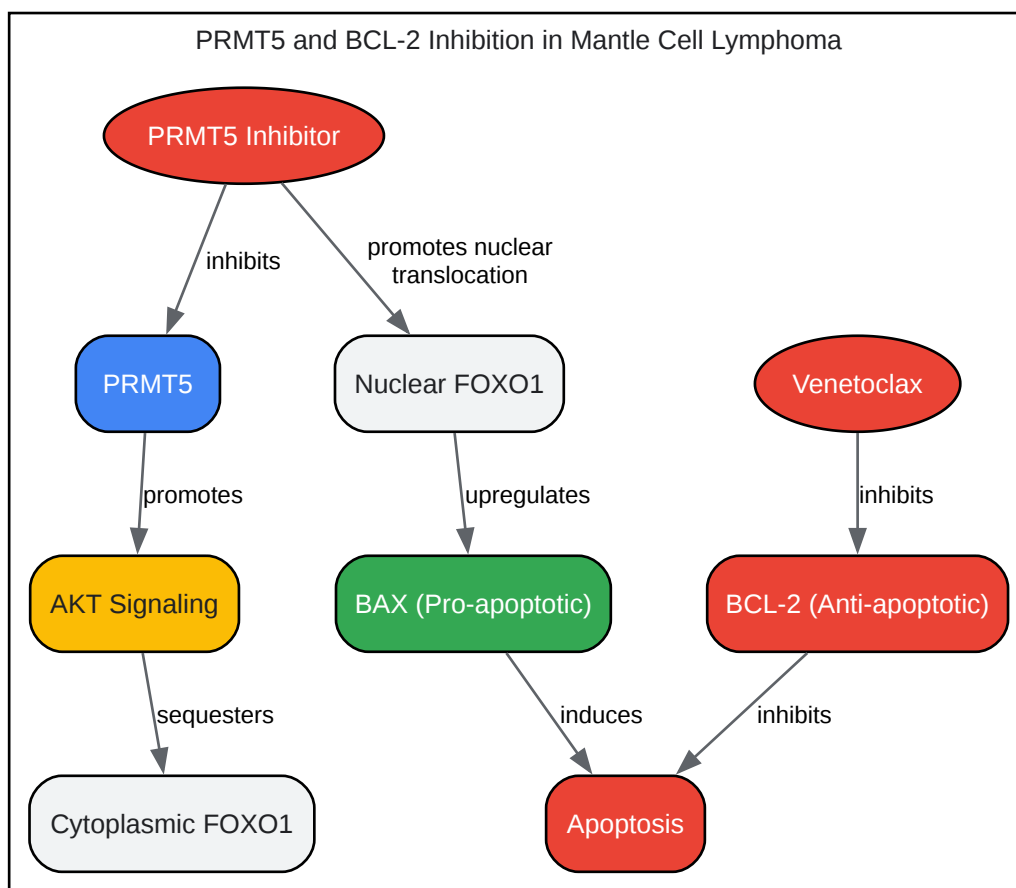 PRMT5 and BCL-2 Inhibition in Mantle Cell Lymphoma
PRMT5 Inhibitor
inhibits
promotes nuclear
translocation
PRMT5
Nuclear FOXO1
Venetoclax
promotes
upregulates
inhibits
AKT Signaling
BAX (Pro-apoptotic)
BCL-2 (Anti-apoptotic)
sequesters
induces
inhibits
Cytoplasmic FOXO1
Apoptosis